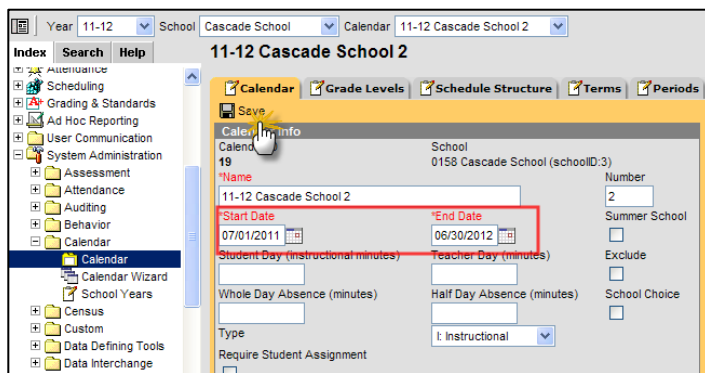 Year 11-12 School Cascade School Calendar 11-12 Cascade School 2
Index Search Help
11-12 Cascade School 2
Attendance
Scheduling
Grading & Standards
Ad Hoc Reporting
User Communication
System Administration
Assessment
Attendance
Auditing
Behavior
Calendar
Calendar
Calendar Wizard
School Years
Census
Custom
Data Defining Tools
Data Interchange
Calendar Grade Levels Schedule Structure Terms Periods
Save
Calendar Info
School
19 0158 Cascade School (schoolID:3)
*Name Number
11-12 Cascade School 2 2
*Start Date *End Date Summer School
07/01/2011 06/30/2012
Student Day (instructional minutes) Teacher Day (minutes) Exclude
Whole Day Absence (minutes) Half Day Absence (minutes) School Choice
Type I: Instructional
Require Student Assignment